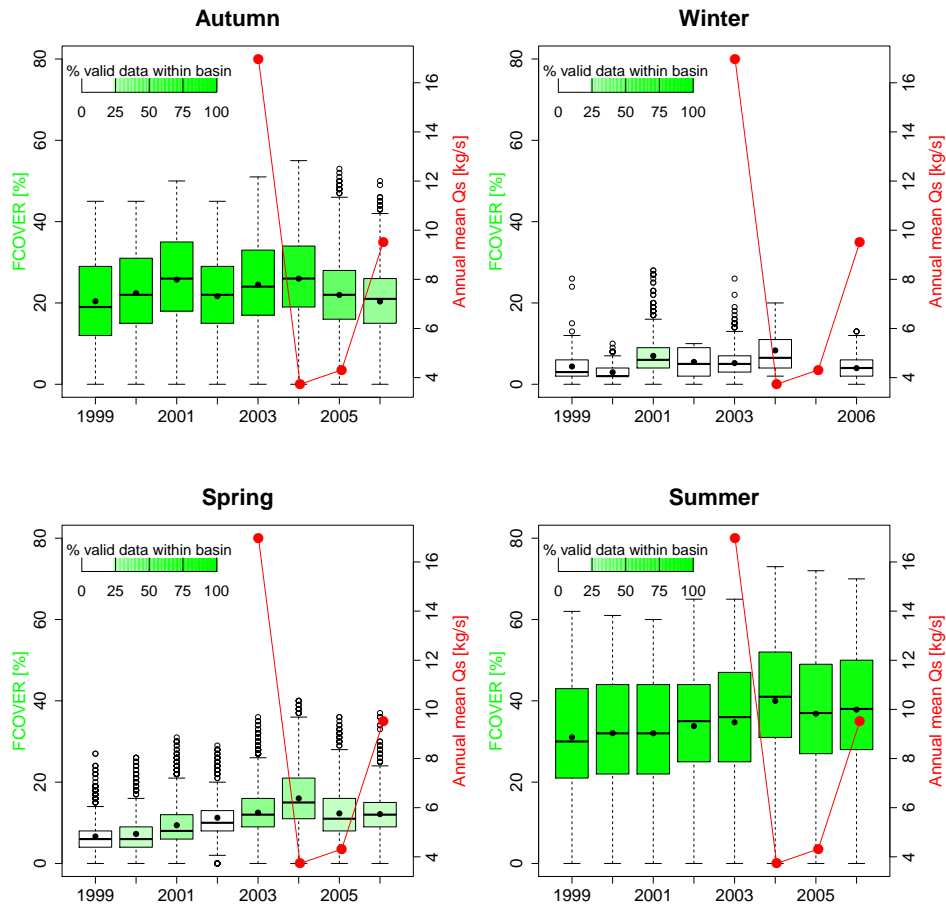 Autumn
% valid data within basin
0 25 50 75 100
FCOVER [%]
0 20 40 60 80
4 6 8 10 12 14 16
Annual mean Qs [kg/s]
1999 2001 2003 2005
Winter
% valid data within basin
0 25 50 75 100
FCOVER [%]
0 20 40 60 80
4 6 8 10 12 14 16
Annual mean Qs [kg/s]
1999 2001 2003 2006
Spring
% valid data within basin
0 25 50 75 100
FCOVER [%]
0 20 40 60 80
4 6 8 10 12 14 16
Annual mean Qs [kg/s]
1999 2001 2003 2005
Summer
% valid data within basin
0 25 50 75 100
FCOVER [%]
0 20 40 60 80
4 6 8 10 12 14 16
Annual mean Qs [kg/s]
1999 2001 2003 2005